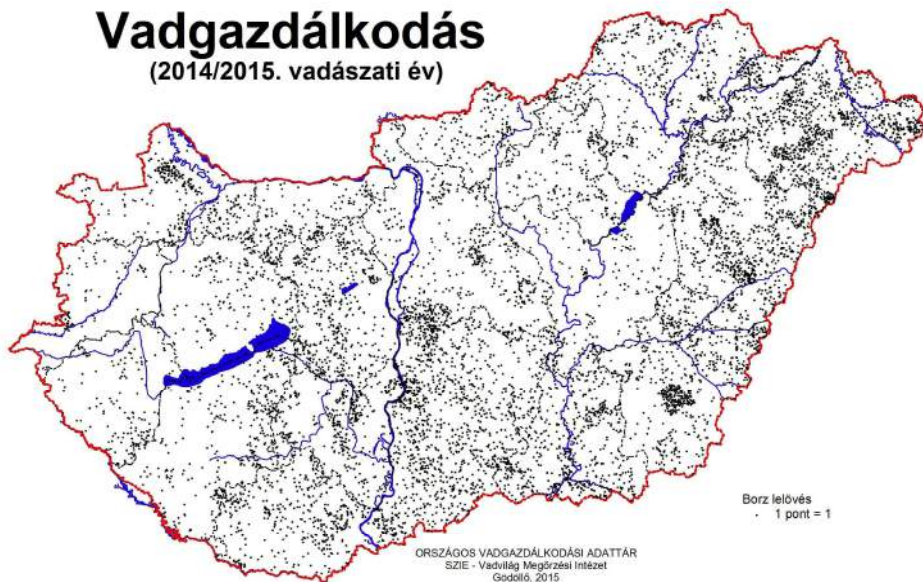 Vadgazdálkodás
(2014/2015. vadászati év)
Borz lelövés
1 pont = 1
ORSZÁGOS VADGAZDÁLKODÁSI ADATTÁR
SZIE - Vadvilág Megőrzési Intézet
Gödöllő, 2015